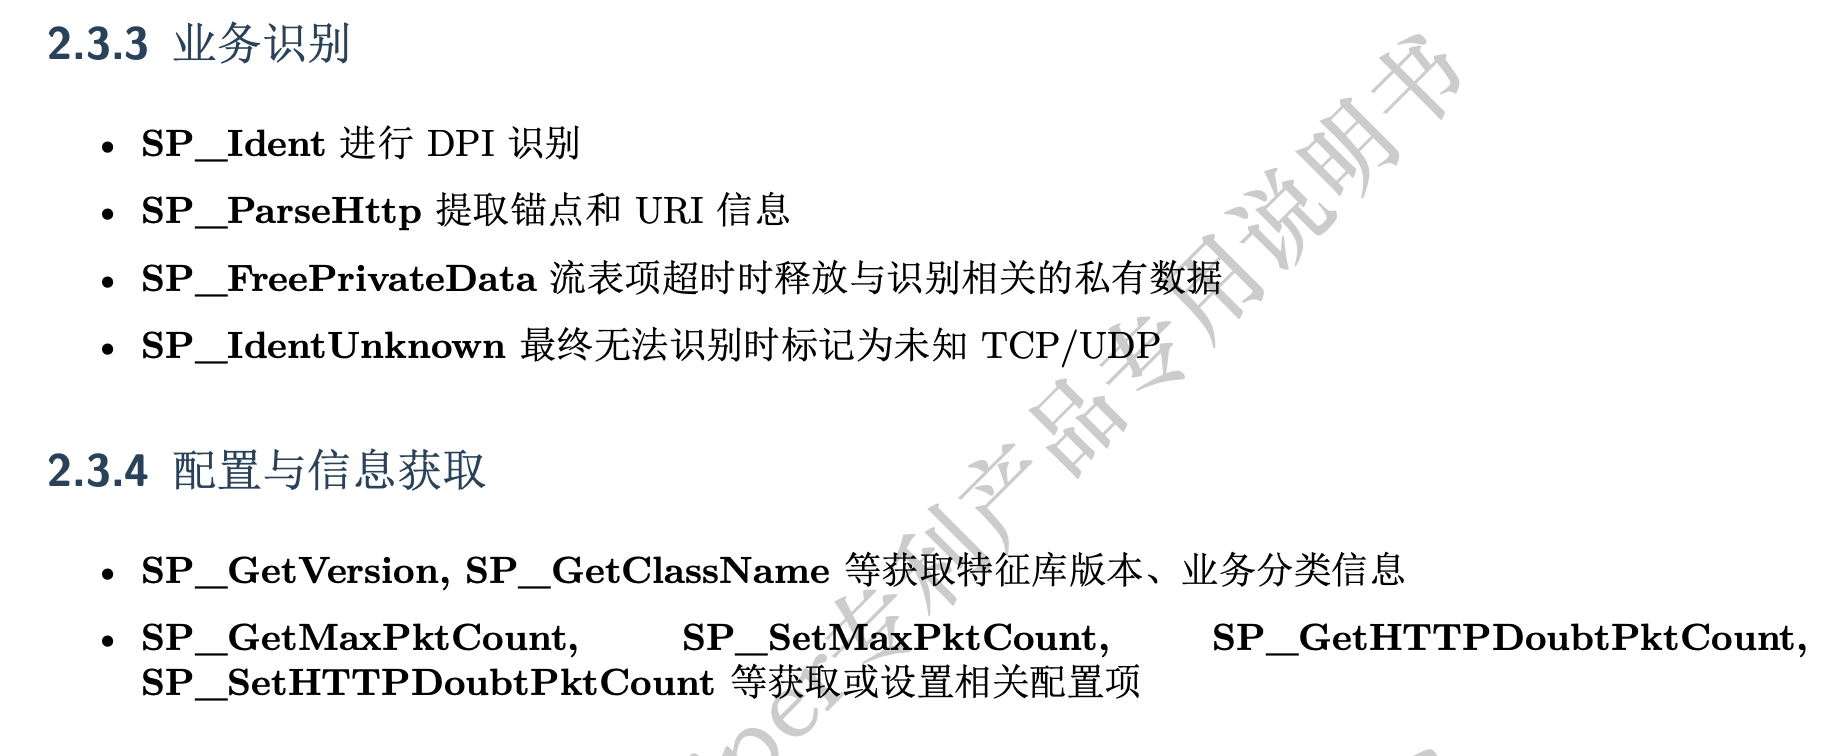 2.3.3 业务识别
• SP_Ident 进行 DPI 识别
• SP_ParseHttp 提取锚点和 URI 信息
• SP_FreePrivateData 流表项超时时释放与识别相关的私有数据
• SP_IdentUnknown 最终无法识别时标记为未知 TCP/UDP
2.3.4 配置与信息获取
• SP_GetVersion, SP_GetClassName 等获取特征库版本、业务分类信息
• SP_GetMaxPktCount, SP_SetMaxPktCount, SP_GetHTTPDoubtPktCount,
SP_SetHTTPDoubtPktCount 等获取或设置相关配置项
per专利产品专用说明书